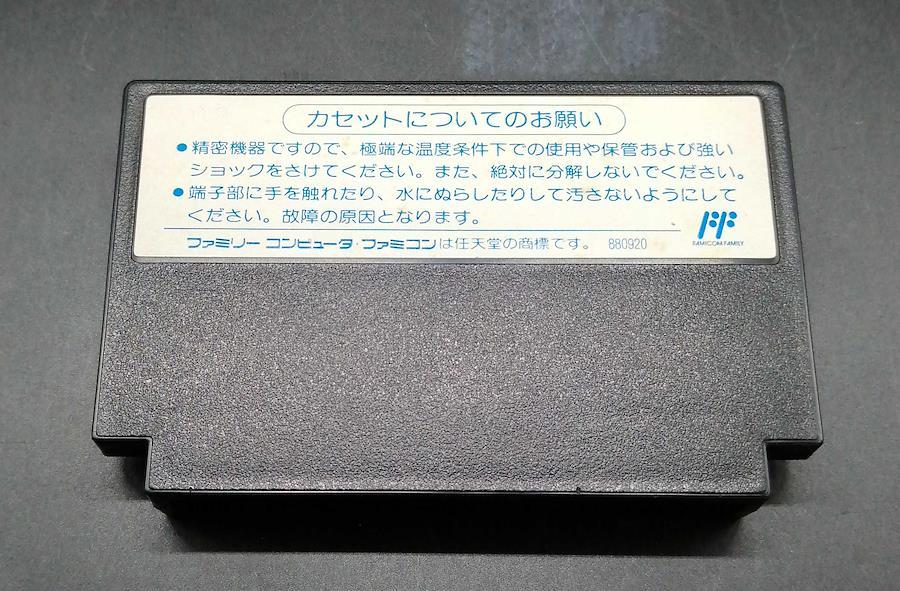 カセットについてのお願い
●精密機器ですので、極端な温度条件下での使用や保管および強い
ショックをさけてください。また、絶対に分解しないでください。
●端子部に手を触れたり、水にぬらしたりして汚さないようにして
ください。故障の原因となります。
ファミリー コンピュータ・ファミコンは任天堂の商標です。 880920
FAMICOM FAMILY